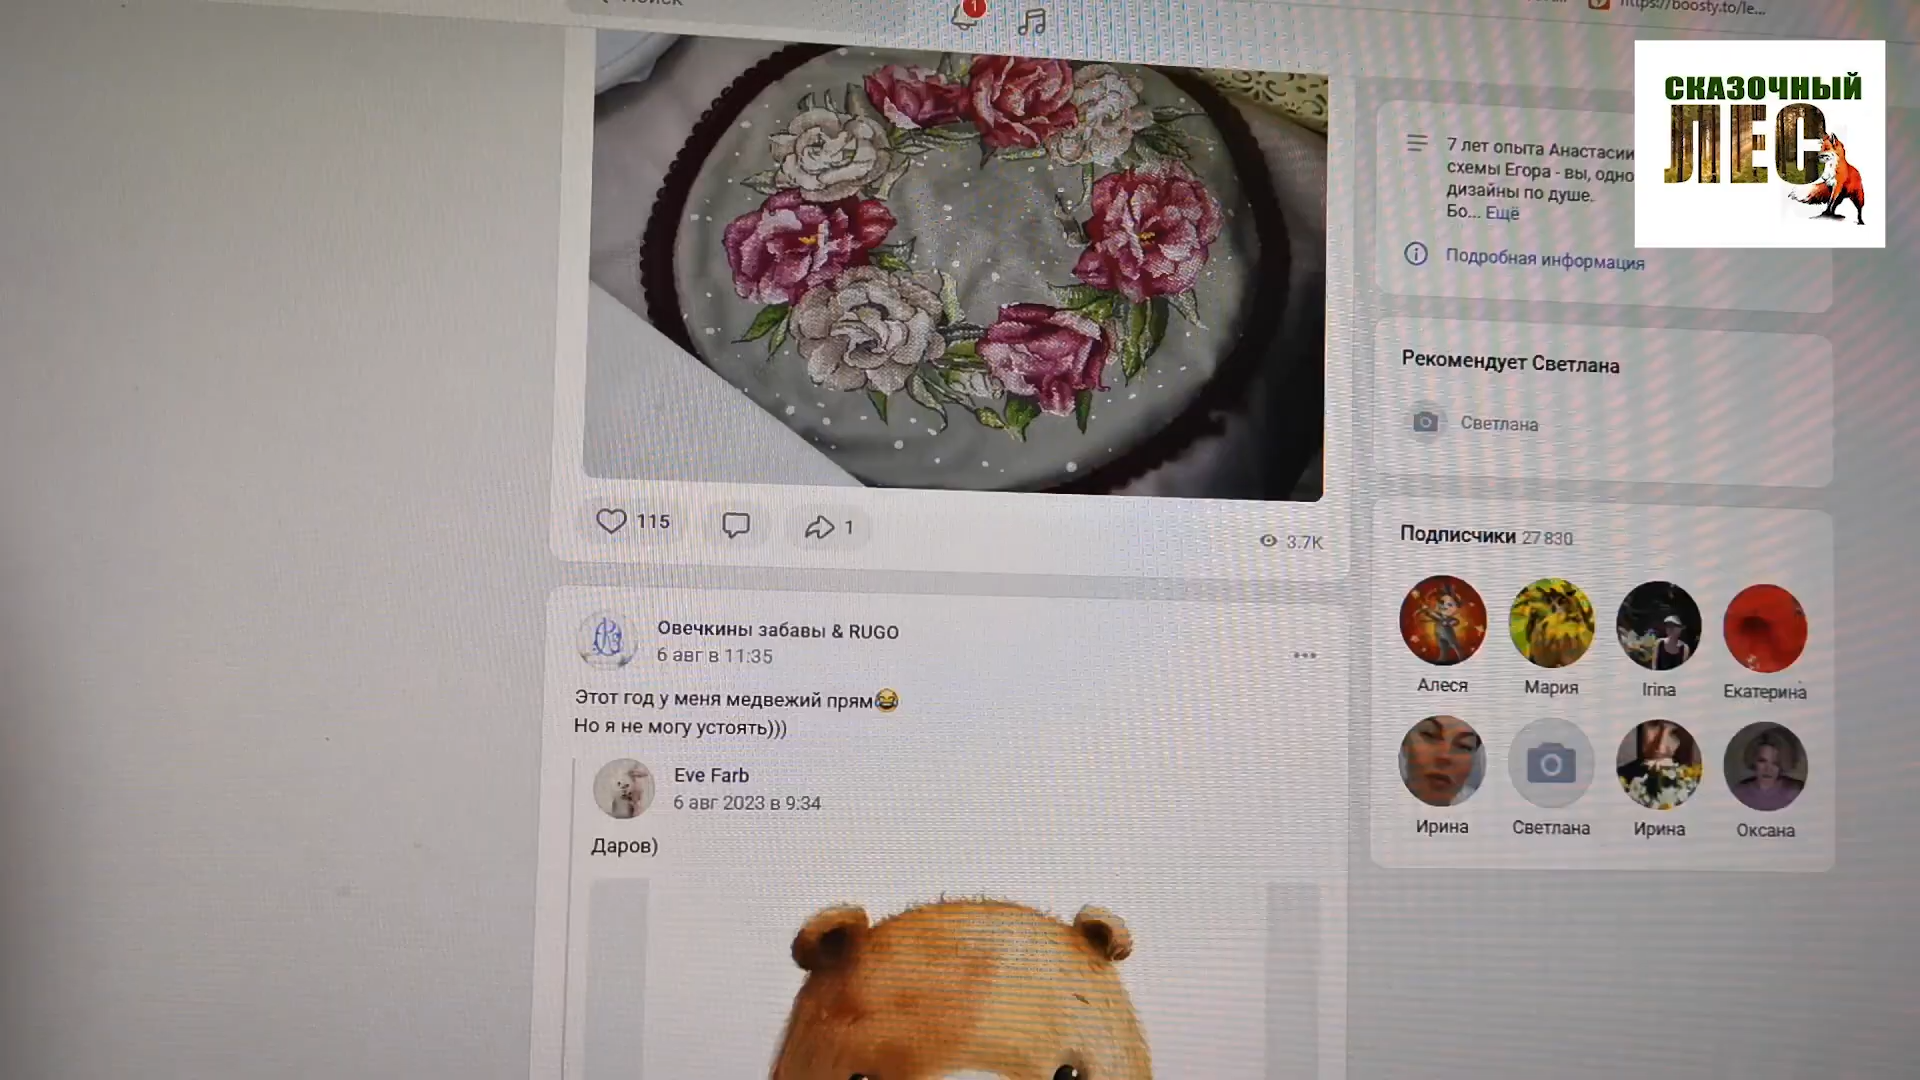 1
https://boosty.to/le...
СКАЗОЧНЫЙ
ЛЕС
7 лет опыта Анастасии
схемы Егора - вы, одно
дизайны по душе.
Бо... Ещё
Подробная информация
Рекомендует Светлана
Светлана
115
1
3.7K
Подписчики 27 830
Алеся
Мария
Irina
Екатерина
Ирина
Светлана
Ирина
Оксана
Овечкины забавы & RUGO
6 авг в 11:35
Этот год у меня медвежий прям😂
Но я не могу устоять)))
Eve Farb
6 авг 2023 в 9:34
Даров)